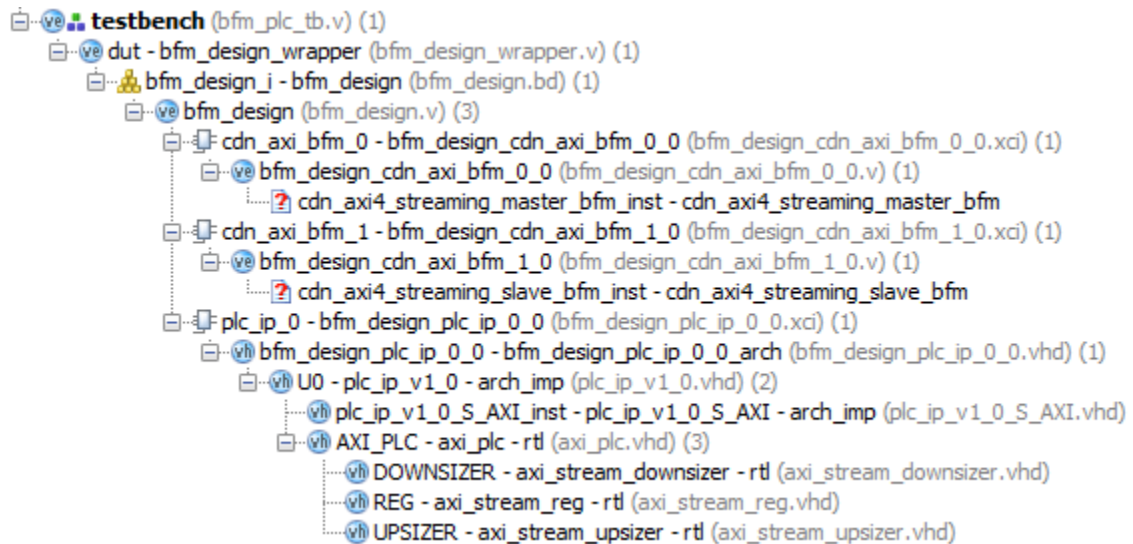 testbench (bfm_plc_tb.v) (1)
dut - bfm_design_wrapper (bfm_design_wrapper.v) (1)
bfm_design_i - bfm_design (bfm_design.bd) (1)
bfm_design (bfm_design.v) (3)
cdn_axi_bfm_0 - bfm_design_cdn_axi_bfm_0_0 (bfm_design_cdn_axi_bfm_0_0.xci) (1)
bfm_design_cdn_axi_bfm_0_0 (bfm_design_cdn_axi_bfm_0_0.v) (1)
cdn_axi4_streaming_master_bfm_inst - cdn_axi4_streaming_master_bfm
cdn_axi_bfm_1 - bfm_design_cdn_axi_bfm_1_0 (bfm_design_cdn_axi_bfm_1_0.xci) (1)
bfm_design_cdn_axi_bfm_1_0 (bfm_design_cdn_axi_bfm_1_0.v) (1)
cdn_axi4_streaming_slave_bfm_inst - cdn_axi4_streaming_slave_bfm
plc_ip_0 - bfm_design_plc_ip_0_0 (bfm_design_plc_ip_0_0.xci) (1)
bfm_design_plc_ip_0_0 - bfm_design_plc_ip_0_0_arch (bfm_design_plc_ip_0_0.vhd) (1)
U0 - plc_ip_v1_0 - arch_imp (plc_ip_v1_0.vhd) (2)
plc_ip_v1_0_S_AXI_inst - plc_ip_v1_0_S_AXI - arch_imp (plc_ip_v1_0_S_AXI.vhd)
AXI_PLC - axi_plc - rtl (axi_plc.vhd) (3)
DOWNSIZER - axi_stream_downsizer - rtl (axi_stream_downsizer.vhd)
REG - axi_stream_reg - rtl (axi_stream_reg.vhd)
UPSIZER - axi_stream_upsizer - rtl (axi_stream_upsizer.vhd)